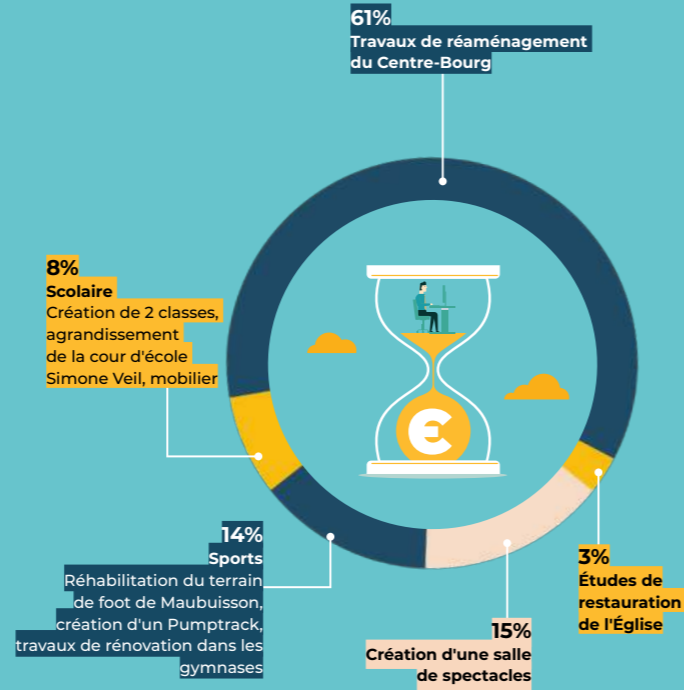 61%
Travaux de réaménagement
du Centre-Bourg
8%
Scolaire
Création de 2 classes,
agrandissement
de la cour d'école
Simone Veil, mobilier
€
14%
Sports
Réhabilitation du terrain
de foot de Maubuisson,
création d'un Pumptrack,
travaux de rénovation dans les
gymnases
15%
Création d'une salle
de spectacles
3%
Études de
restauration
de l'Église